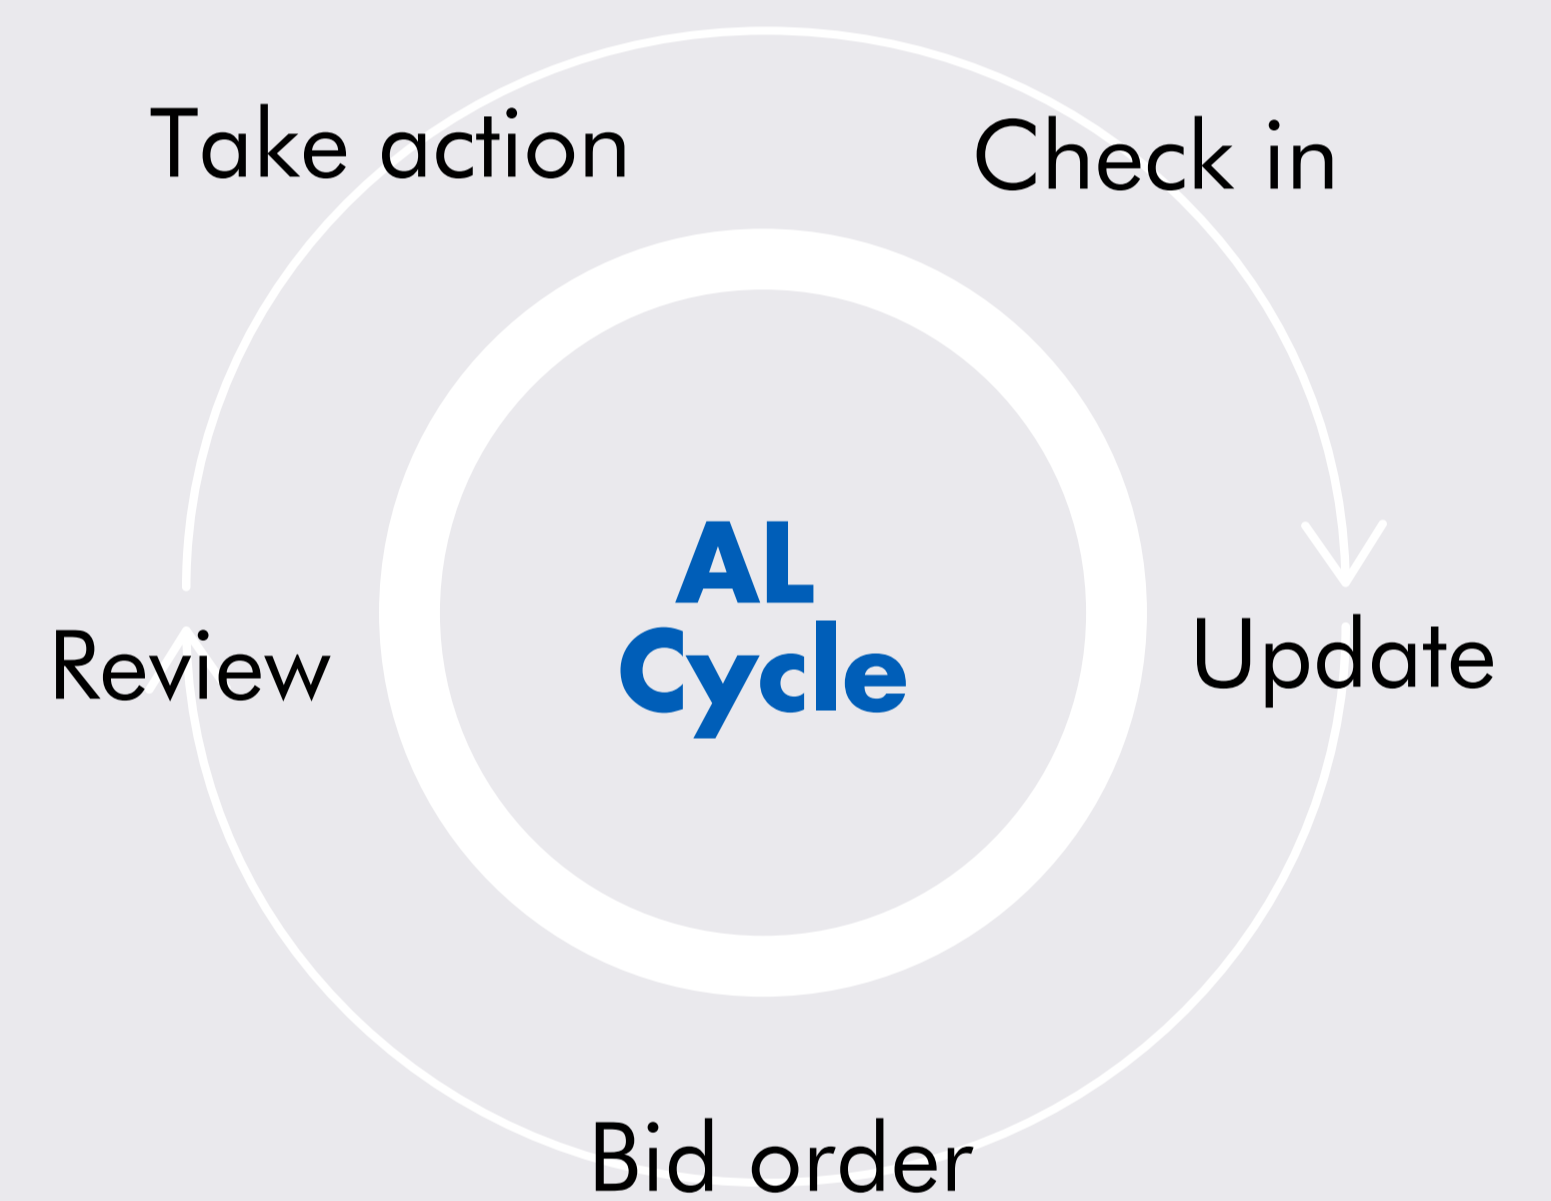 Take action
Check in
AL
Cycle
Review
Update
Bid order